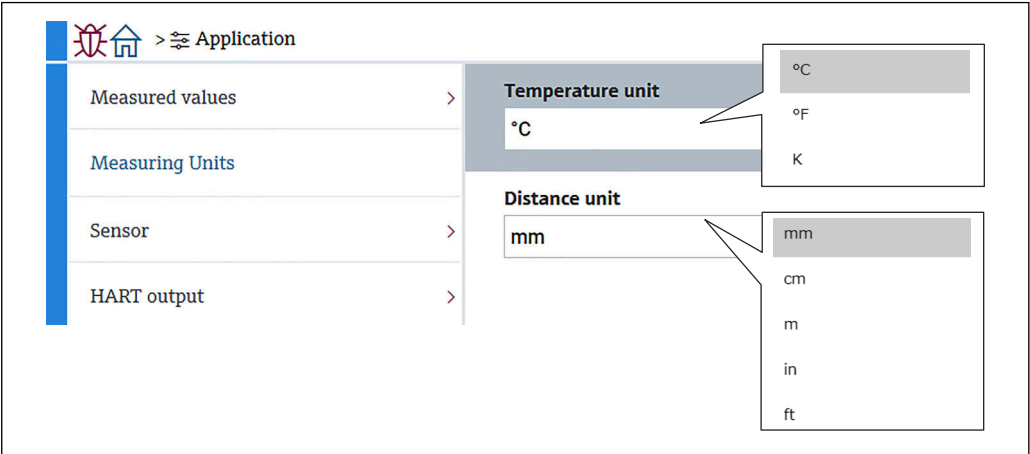 > Application
Measured values >
Measuring Units
Sensor >
HART output >
Temperature unit
°C
°C
°F
K
Distance unit
mm
mm
cm
m
in
ft